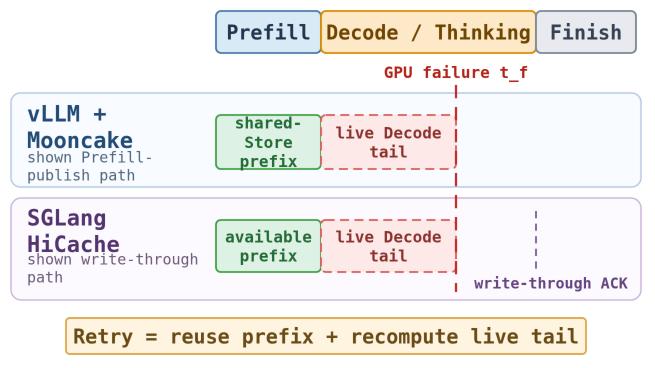 Prefill
Decode / Thinking
Finish
GPU failure t_f
vLLM +
Mooncake
shown Prefill-
publish path
shared-
Store
prefix
live Decode
tail
SGLang
HiCache
shown write-through
path
available
prefix
live Decode
tail
write-through ACK
Retry = reuse prefix + recompute live tail